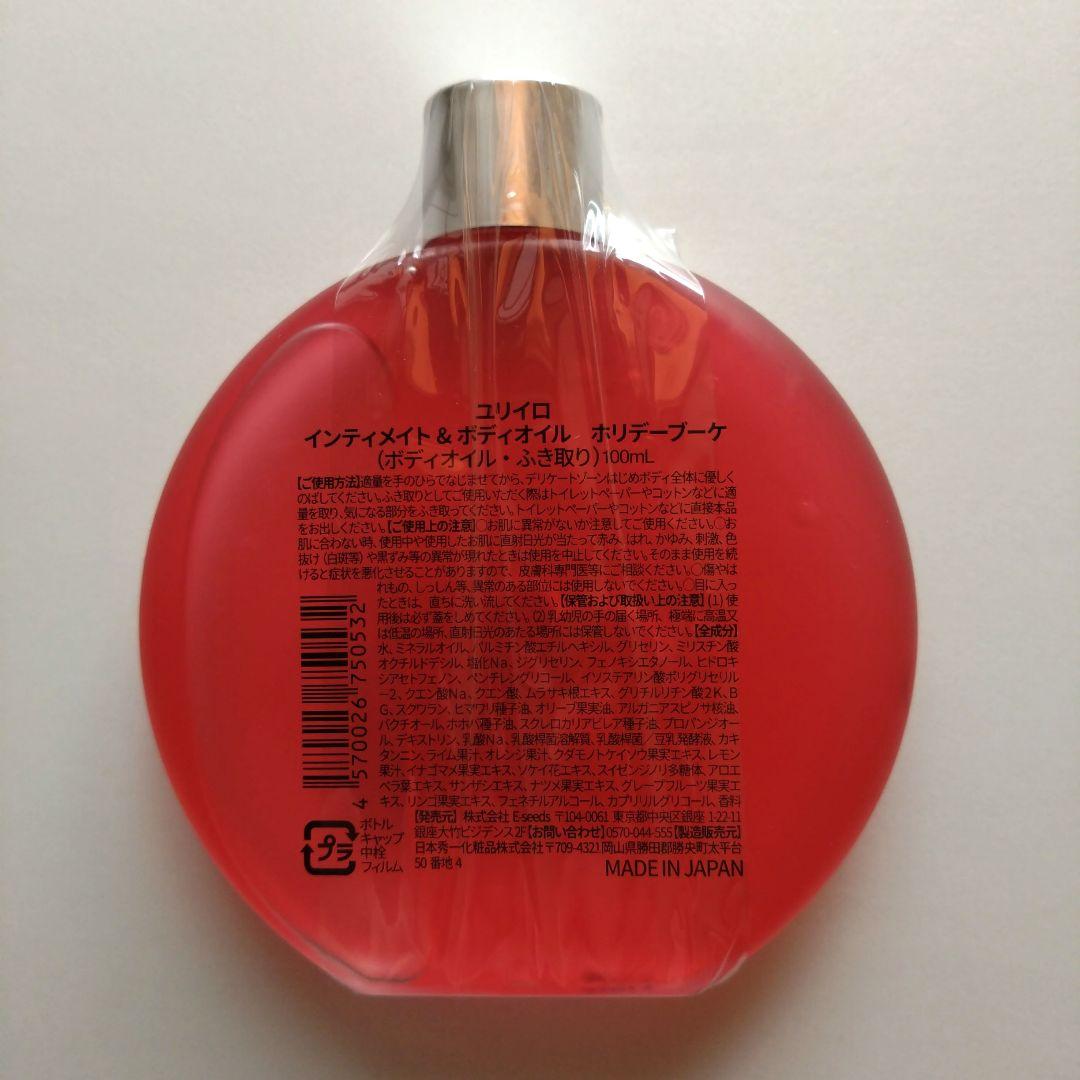 ユリイロ
インティメイト＆ボディオイル　ホリデーブーケ
（ボディオイル・ふき取り）100mL
【ご使用方法】適量を手のひらでなじませてから、デリケートゾーンはじめボディ全体に優しく
のばしてください。ふき取りとしてご使用いただく際はトイレットペーパーやコットンなどに適
量を取り、気になる部分をふき取ってください。トイレットペーパーやコットンなどに直接本品
をお出しください。【ご使用上の注意】○お肌に異常がないか注意してご使用ください。○お
肌に合わない時、使用中や使用したお肌に直射日光が当たって赤み、はれ、かゆみ、刺激、色
抜け（白斑等）や黒ずみ等の異常が現れたときは使用を中止してください。そのまま使用を続
けると症状を悪化させることがありますので、皮膚科専門医等にご相談ください。○傷やは
れもの、しっしん等、異常のある部位には使用しないでください。○目に入っ
たときは、直ちに洗い流してください。【保管および取扱い上の注意】(1)使
用後は必ず蓋をしめてください。(2)乳幼児の手の届く場所、極端に高温又
は低温の場所、直射日光のあたる場所には保管しないでください。【全成分】
水、ミネラルオイル、パルミチン酸エチルヘキシル、グリセリン、ミリスチン酸
オクチルドデシル、塩化Na、ジグリセリン、フェノキシエタノール、ヒドロキ
シアセトフェノン、ペンチレングリコール、イソステアリン酸ポリグリセリル
－2、クエン酸Na、クエン酸、ムラサキ根エキス、グリチルリチン酸2K、B
G、スクワラン、ヒマワリ種子油、オリーブ果実油、アルガニアスピノサ核油、
バクチオール、ホホバ種子油、スクレロカリアビレア種子油、プロパンジオー
ル、デキストリン、乳酸Na、乳酸桿菌溶解質、乳酸桿菌／豆乳発酵液、カキ
タンニン、ライム果汁、オレンジ果汁、クダモノトケイソウ果実エキス、レモン
果汁、イナゴマメ果実エキス、ソケイ花エキス、スイゼンジノリ多糖体、アロエ
ベラ葉エキス、サンザシエキス、ナツメ果実エキス、グレープフルーツ果実エ
キス、リンゴ果実エキス、フェネチルアルコール、カプリリルグリコール、香料
【発売元】株式会社 E-seeds 〒104-0061 東京都中央区銀座 1-22-11
銀座大竹ビジデンス 2F【お問い合わせ】0570-044-555【製造販売元】
日本秀一化粧品株式会社 〒709-4321 岡山県勝田郡勝央町太平台
50 番地 4
MADE IN JAPAN
4 570026 750532
プラ
ボトル
キャップ
中栓
フィルム